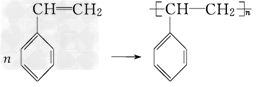 CH=CH₂ -[CH-CH₂]-ₙ
n →